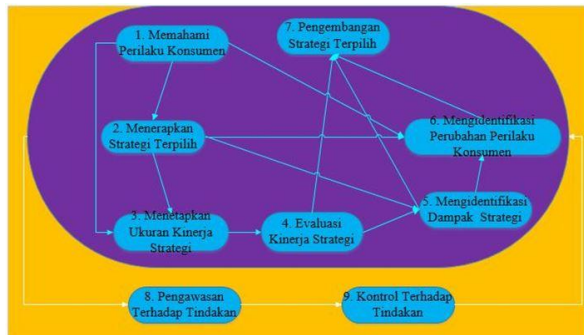 1. Memahami
Perilaku Konsumen
7. Pengembangan
Strategi Terpilih
2. Menerapkan
Strategi Terpilih
6. Mengidentifikasi
Perubahan Perilaku
Konsumen
3. Menetapkan
Ukuran Kinerja
Strategi
4. Evaluasi
Kinerja Strategi
5. Mengidentifikasi
Dampak Strategi
8. Pengawasan
Terhadap Tindakan
9. Kontrol Terhadap
Tindakan